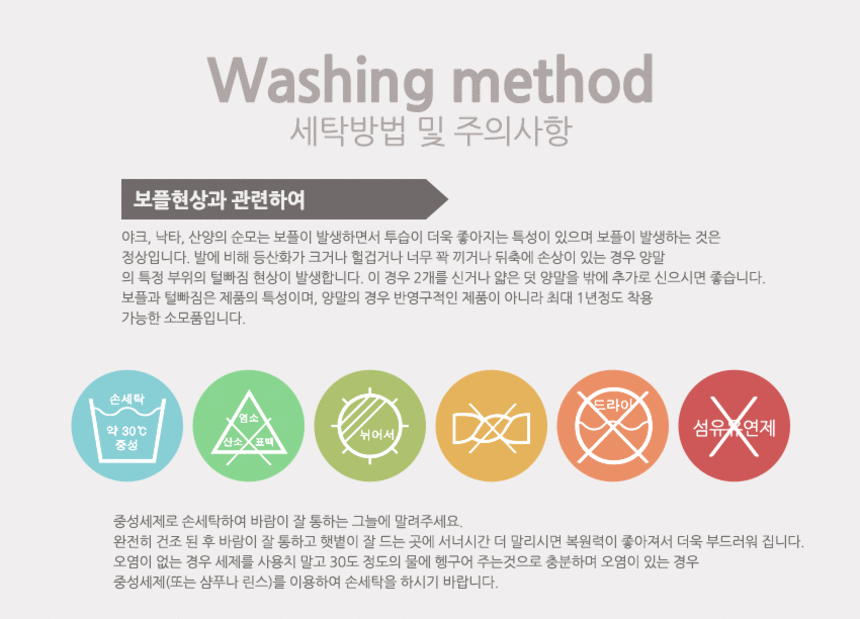 Washing method
세탁방법 및 주의사항
보플현상과 관련하여
야크, 낙타, 산양의 순모는 보플이 발생하면서 투습이 더욱 좋아지는 특성이 있으며 보플이 발생하는 것은
정상입니다. 발에 비해 등산화가 크거나 헐겁거나 너무 꽉 끼거나 뒤축에 손상이 있는 경우 양말
의 특정 부위의 털빠짐 현상이 발생합니다. 이 경우 2개를 신거나 얇은 덧 양말을 밖에 추가로 신으시면 좋습니다.
보플과 털빠짐은 제품의 특성이며, 양말의 경우 반영구적인 제품이 아니라 최대 1년정도 착용
가능한 소모품입니다.
손세탁
약 30℃
중성
염소
산소 표백
뉘어서
드라이
섬유유연제
중성세제로 손세탁하여 바람이 잘 통하는 그늘에 말려주세요.
완전히 건조 된 후 바람이 잘 통하고 햇볕이 잘 드는 곳에 서너시간 더 말리시면 복원력이 좋아져서 더욱 부드러워 집니다.
오염이 없는 경우 세제를 사용치 말고 30도 정도의 물에 헹구어 주는것으로 충분하며 오염이 있는 경우
중성세제(또는 샴푸나 린스)를 이용하여 손세탁을 하시기 바랍니다.